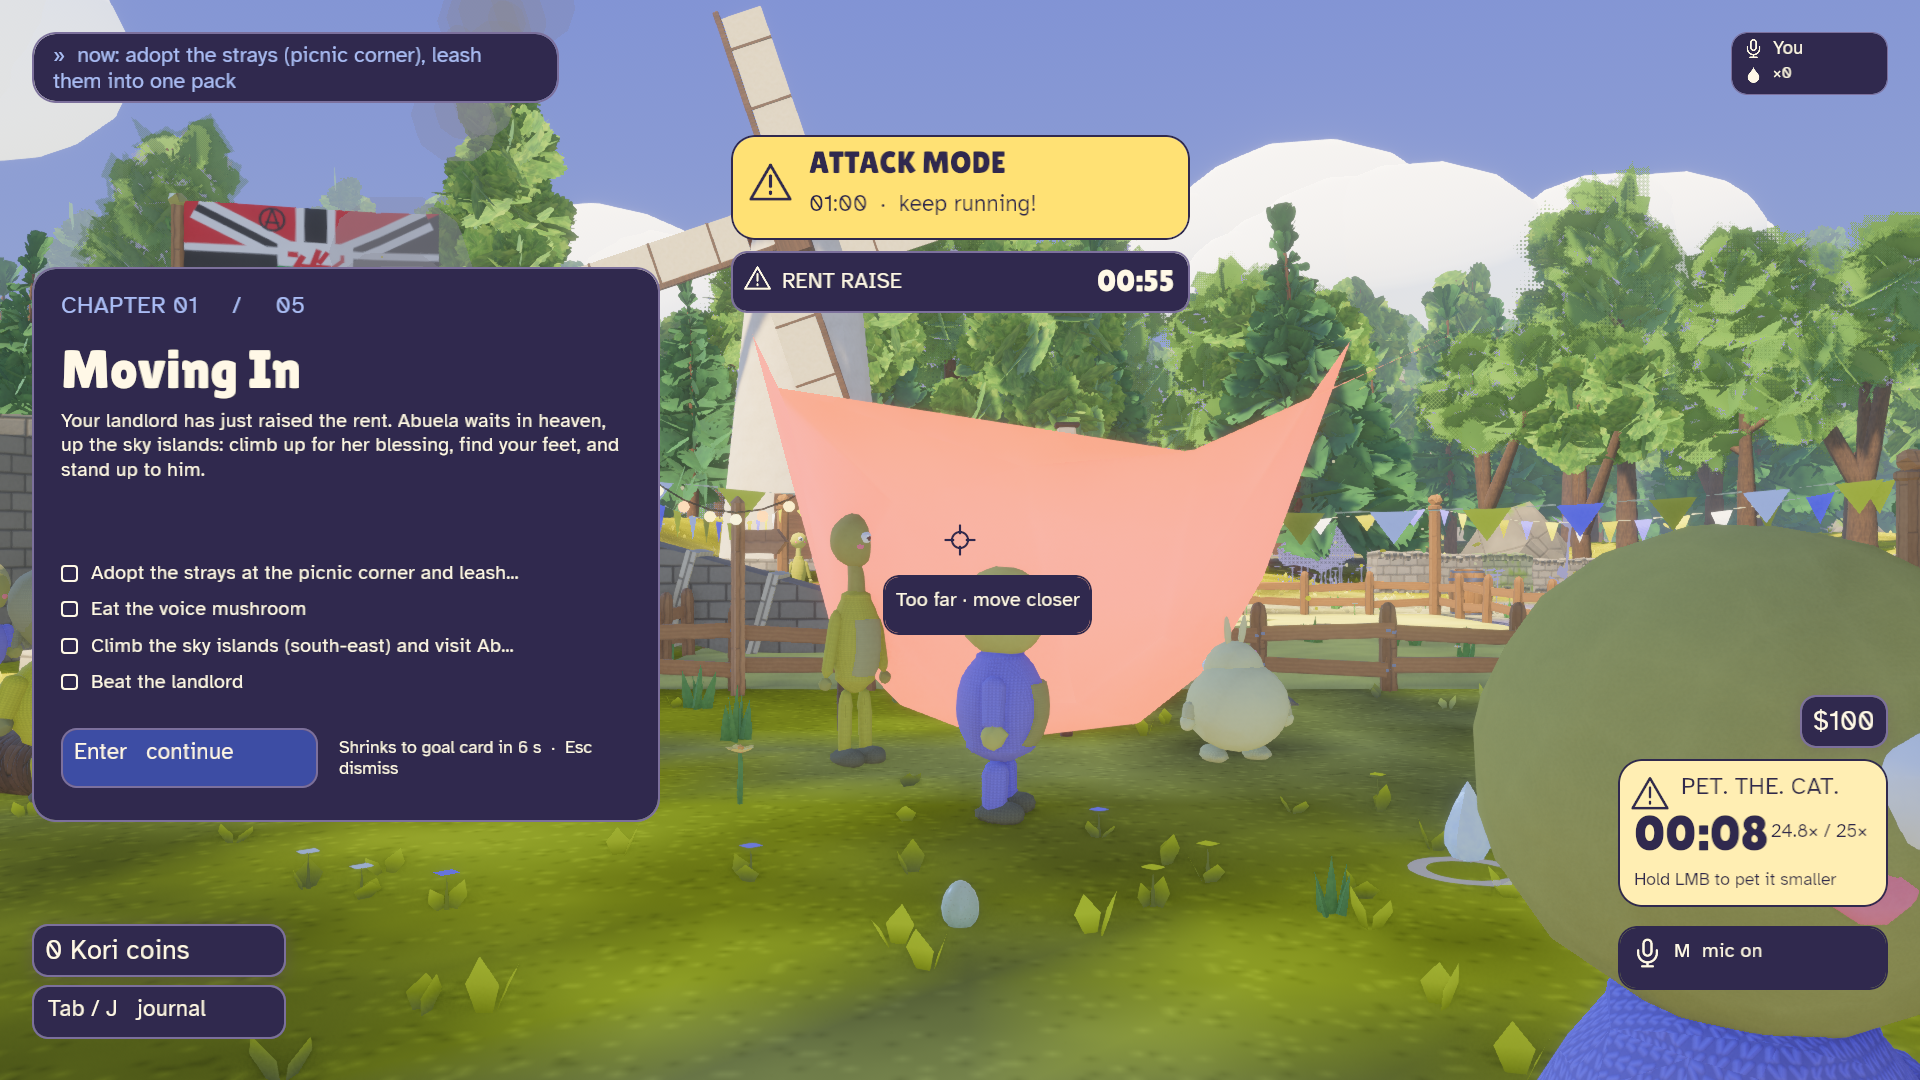 » now: adopt the strays (picnic corner), leash
them into one pack
You
×0
ATTACK MODE
01:00 · keep running!
RENT RAISE 00:55
CHAPTER 01 / 05
Moving In
Your landlord has just raised the rent. Abuela waits in heaven,
up the sky islands: climb up for her blessing, find your feet, and
stand up to him.
Adopt the strays at the picnic corner and leash...
Eat the voice mushroom
Climb the sky islands (south-east) and visit Ab...
Beat the landlord
Enter continue
Shrinks to goal card in 6 s · Esc
dismiss
Too far · move closer
$100
PET. THE. CAT.
00:08 24.8× / 25×
Hold LMB to pet it smaller
M mic on
0 Kori coins
Tab / J journal